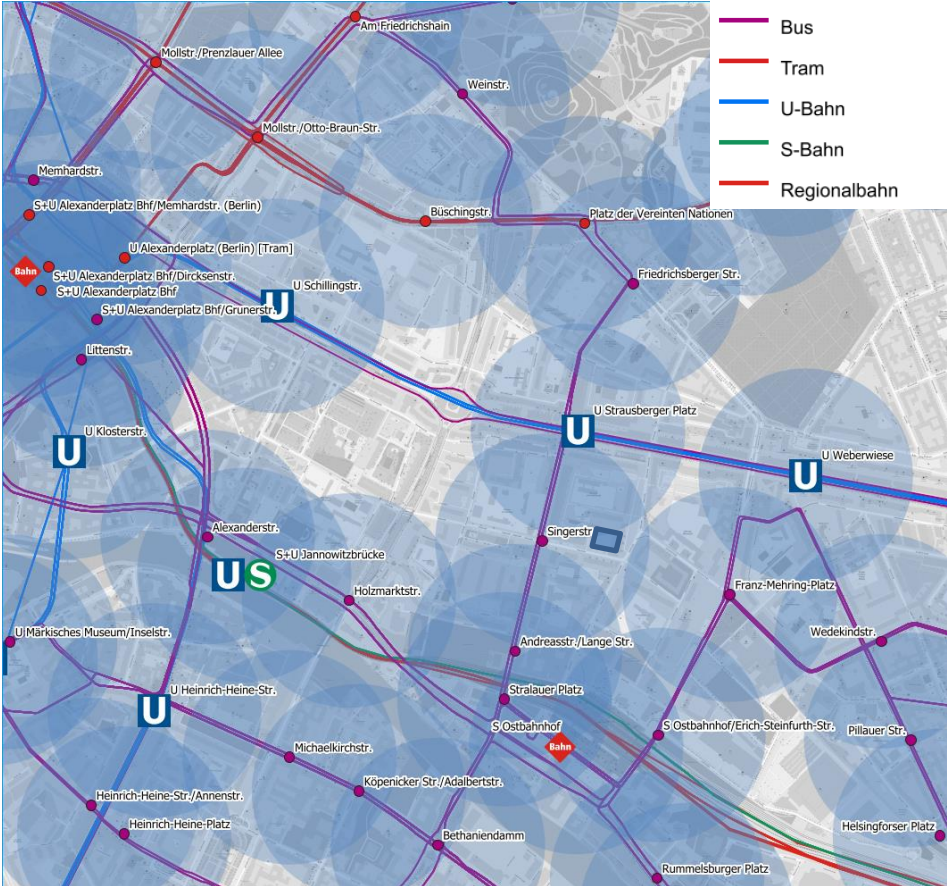 Bus
Tram
U-Bahn
S-Bahn
Regionalbahn
Am Friedrichshain
Mollstr./Prenzlauer Allee
Weinstr.
Mollstr./Otto-Braun-Str.
Memhardstr.
S+U Alexanderplatz Bhf/Memhardstr. (Berlin)
Büschingstr.
Platz der Vereinten Nationen
U Alexanderplatz (Berlin) [Tram]
Bahn
S+U Alexanderplatz Bhf/Dircksenstr.
Friedrichsberger Str.
U Schillingstr.
S+U Alexanderplatz Bhf
U
S+U Alexanderplatz Bhf/Grunerstr.
Littenstr.
U Strausberger Platz
U
U Klosterstr.
U
U Weberwiese
U
Alexanderstr.
Singerstr.
S+U Jannowitzbrücke
U S
Holzmarktstr.
Franz-Mehring-Platz
U Märkisches Museum/Inselstr.
Wedekindstr.
Andreasstr./Lange Str.
U Heinrich-Heine-Str.
U
Stralauer Platz
S Ostbahnhof
S Ostbahnhof/Erich-Steinfurth-Str.
Pillauer Str.
Bahn
Michaelkirchstr.
Köpenicker Str./Adalbertstr.
Heinrich-Heine-Str./Annenstr.
Heinrich-Heine-Platz
Helsingforser Platz
Bethaniendamm
Rummelsburger Platz